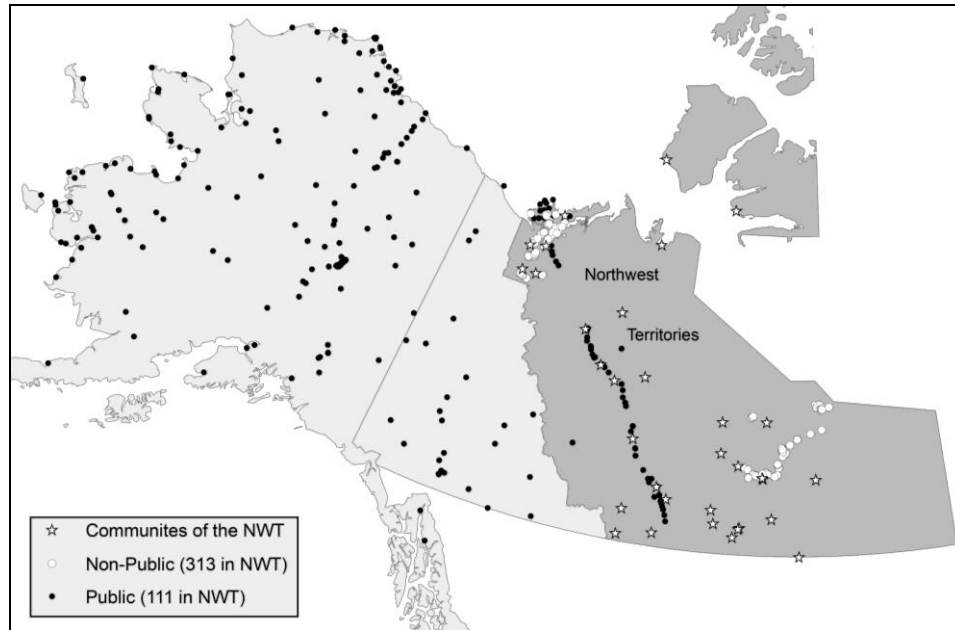 Northwest
Territories
Communites of the NWT
Non-Public (313 in NWT)
Public (111 in NWT)